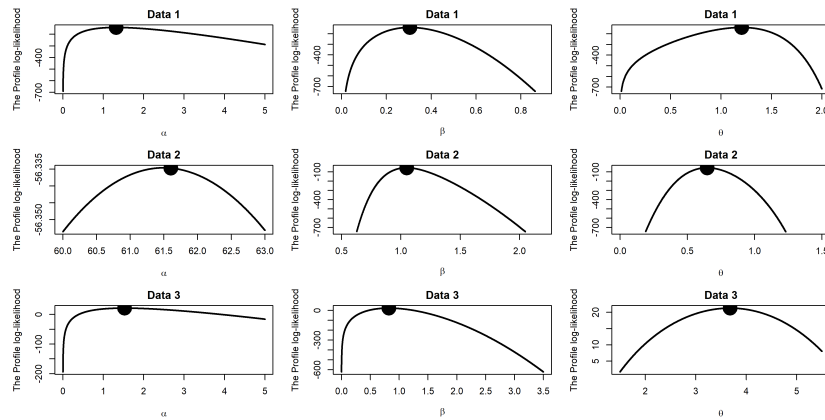 Data 1
The Profile log-likelihood
-400
-700
0 1 2 3 4 5
α
Data 1
The Profile log-likelihood
-400
-700
0.0 0.2 0.4 0.6 0.8
β
Data 1
The Profile log-likelihood
-400
-700
0.0 0.5 1.0 1.5 2.0
θ
Data 2
The Profile log-likelihood
-56.335
-56.350
60.0 60.5 61.0 61.5 62.0 62.5 63.0
α
Data 2
The Profile log-likelihood
-100
-400
-700
0.5 1.0 1.5 2.0
β
Data 2
The Profile log-likelihood
-100
-400
-700
0.0 0.5 1.0 1.5
θ
Data 3
The Profile log-likelihood
0
-100
-200
0 1 2 3 4 5
α
Data 3
The Profile log-likelihood
0
-300
-600
0.0 0.5 1.0 1.5 2.0 2.5 3.0 3.5
β
Data 3
The Profile log-likelihood
20
10
5
2 3 4 5
θ